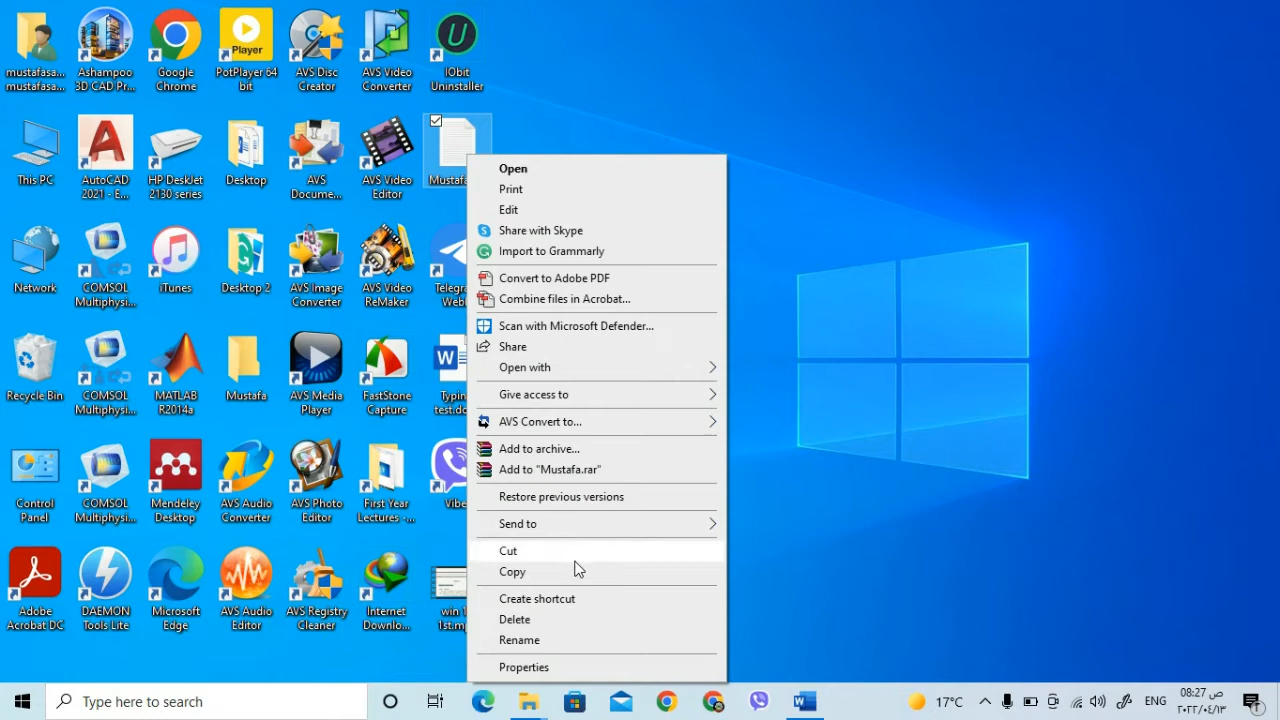 mustafasa...
mustafasa...
Ashampoo
3D CAD Pr...
Google
Chrome
Player
PotPlayer 64
bit
AVS Disc
Creator
AVS Video
Converter
IObit
Uninstaller
This PC
AutoCAD
2021 - E...
HP DeskJet
2130 series
Desktop
AVS
Docume...
AVS Video
Editor
Mustafa
Network
COMSOL
Multiphysi...
iTunes
Desktop 2
AVS Image
Converter
AVS Video
ReMaker
Telegra
Web
Recycle Bin
COMSOL
Multiphysi...
MATLAB
R2014a
Mustafa
AVS Media
Player
FastStone
Capture
Typin
test.do
Control
Panel
COMSOL
Multiphysi...
Mendeley
Desktop
AVS Audio
Converter
AVS Photo
Editor
First Year
Lectures -...
Vibe
Adobe
Acrobat DC
DAEMON
Tools Lite
Microsoft
Edge
AVS Audio
Editor
AVS Registry
Cleaner
Internet
Downlo...
win 1
1st.mp
Open
Print
Edit
Share with Skype
Import to Grammarly
Convert to Adobe PDF
Combine files in Acrobat...
Scan with Microsoft Defender...
Share
Open with
Give access to
AVS Convert to...
Add to archive...
Add to "Mustafa.rar"
Restore previous versions
Send to
Cut
Copy
Create shortcut
Delete
Rename
Properties
Type here to search
17°C
ENG
08:27 ص
٢٠٢٢/٠٤/١٣